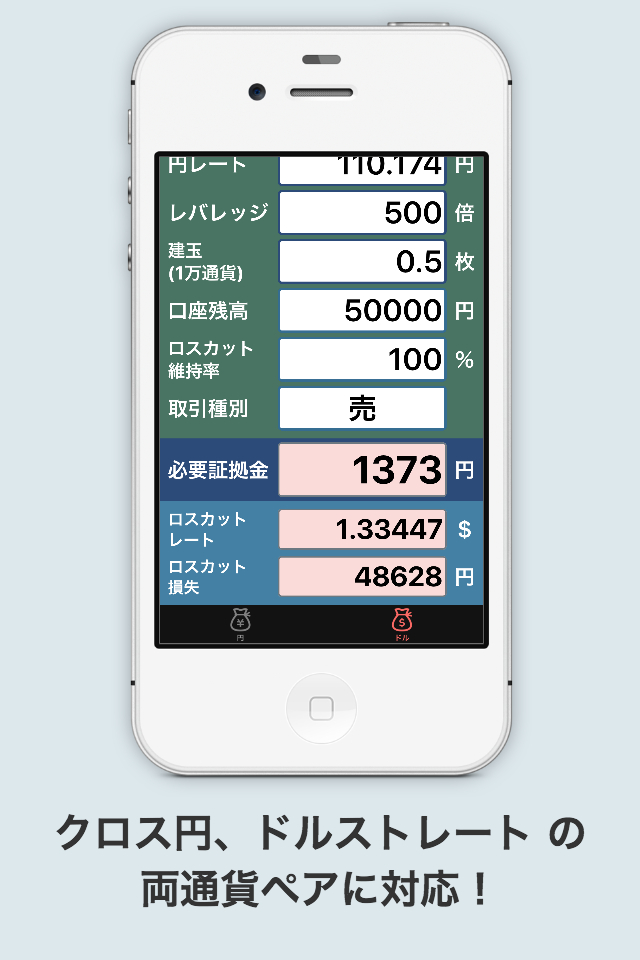 円レート 110.174 円
レバレッジ 500 倍
建玉
(1万通貨) 0.5 枚
口座残高 50000 円
ロスカット
維持率 100 %
取引種別 売
必要証拠金 1373 円
ロスカット
レート 1.33447 $
ロスカット
損失 48628 円
¥ $
円 ドル
クロス円、ドルストレート の
両通貨ペアに対応！